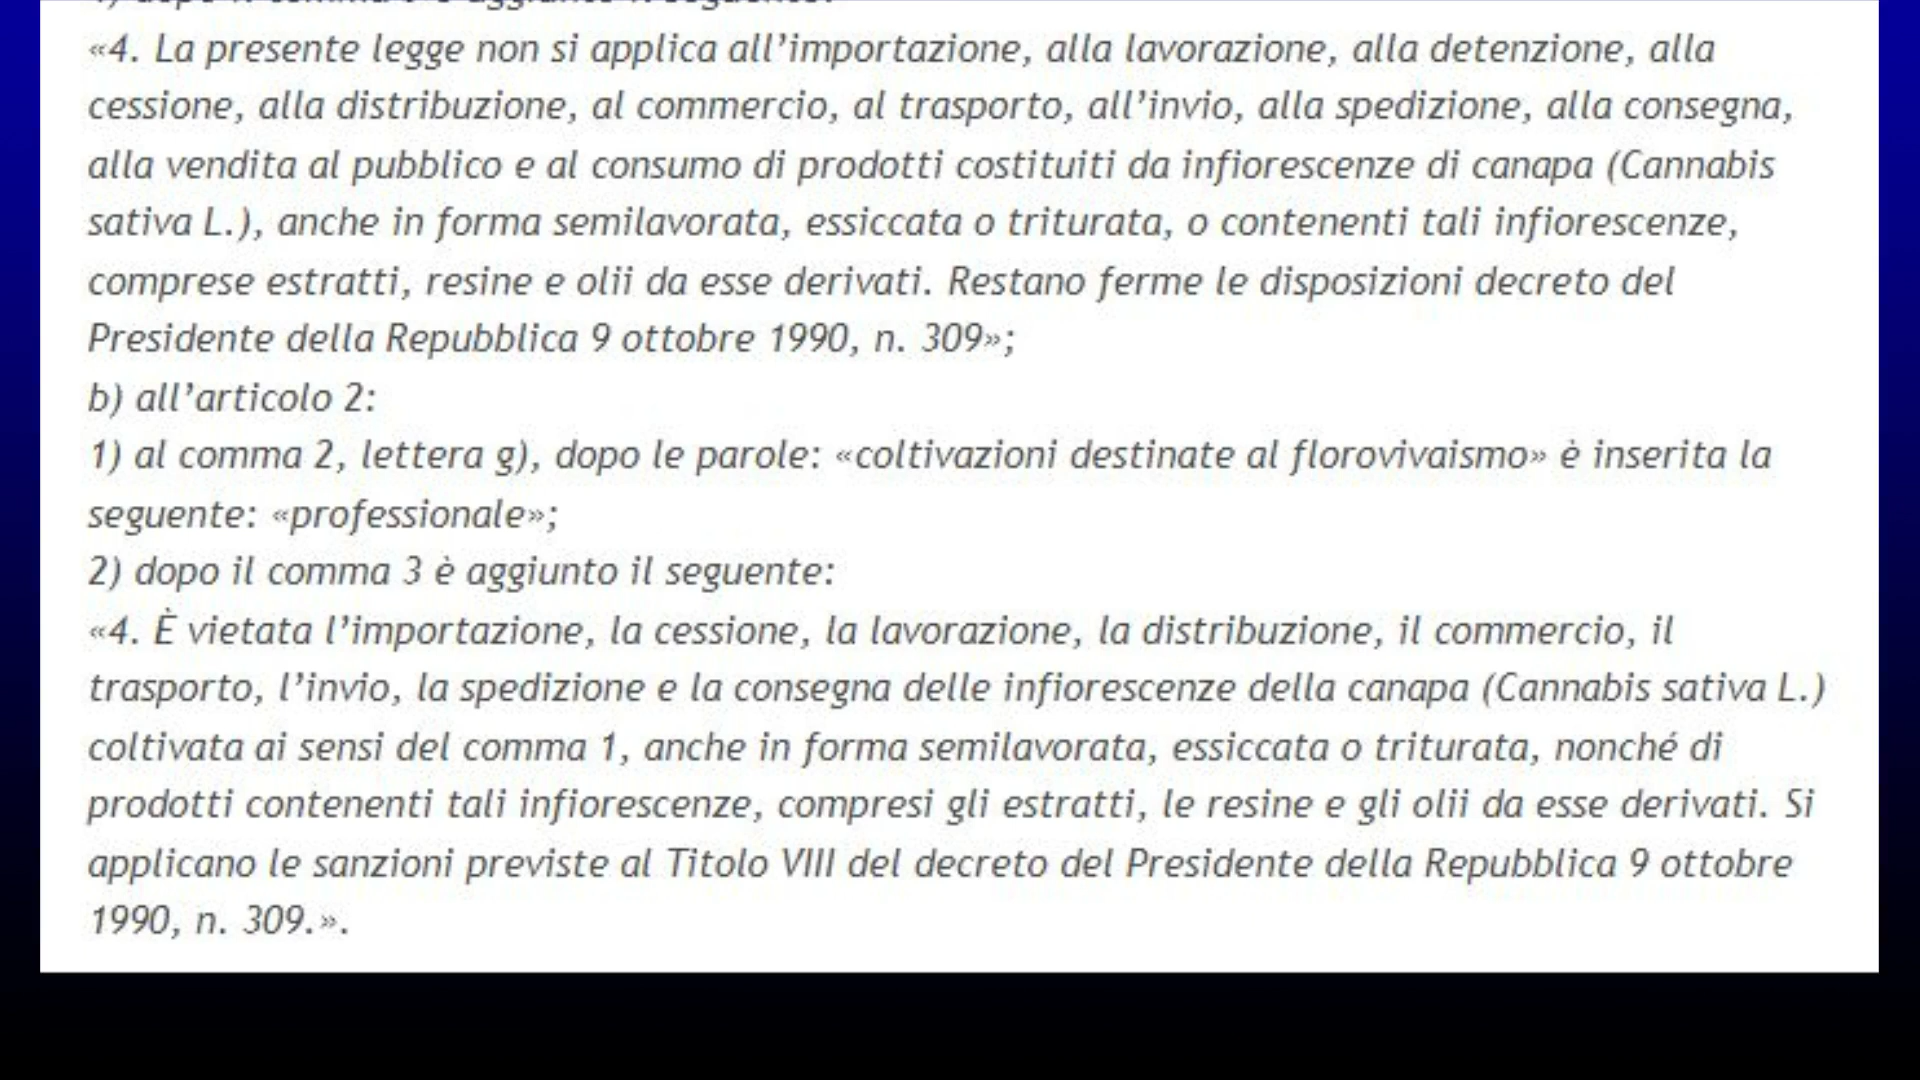 dopo il comma 3 è aggiunto il seguente:
«4. La presente legge non si applica all’importazione, alla lavorazione, alla detenzione, alla
cessione, alla distribuzione, al commercio, al trasporto, all’invio, alla spedizione, alla consegna,
alla vendita al pubblico e al consumo di prodotti costituiti da infiorescenze di canapa (Cannabis
sativa L.), anche in forma semilavorata, essiccata o triturata, o contenenti tali infiorescenze,
comprese estratti, resine e olii da esse derivati. Restano ferme le disposizioni decreto del
Presidente della Repubblica 9 ottobre 1990, n. 309»;
b) all’articolo 2:
1) al comma 2, lettera g), dopo le parole: «coltivazioni destinate al florovivaismo» è inserita la
seguente: «professionale»;
2) dopo il comma 3 è aggiunto il seguente:
«4. È vietata l’importazione, la cessione, la lavorazione, la distribuzione, il commercio, il
trasporto, l’invio, la spedizione e la consegna delle infiorescenze della canapa (Cannabis sativa L.)
coltivata ai sensi del comma 1, anche in forma semilavorata, essiccata o triturata, nonché di
prodotti contenenti tali infiorescenze, compresi gli estratti, le resine e gli olii da esse derivati. Si
applicano le sanzioni previste al Titolo VIII del decreto del Presidente della Repubblica 9 ottobre
1990, n. 309.».